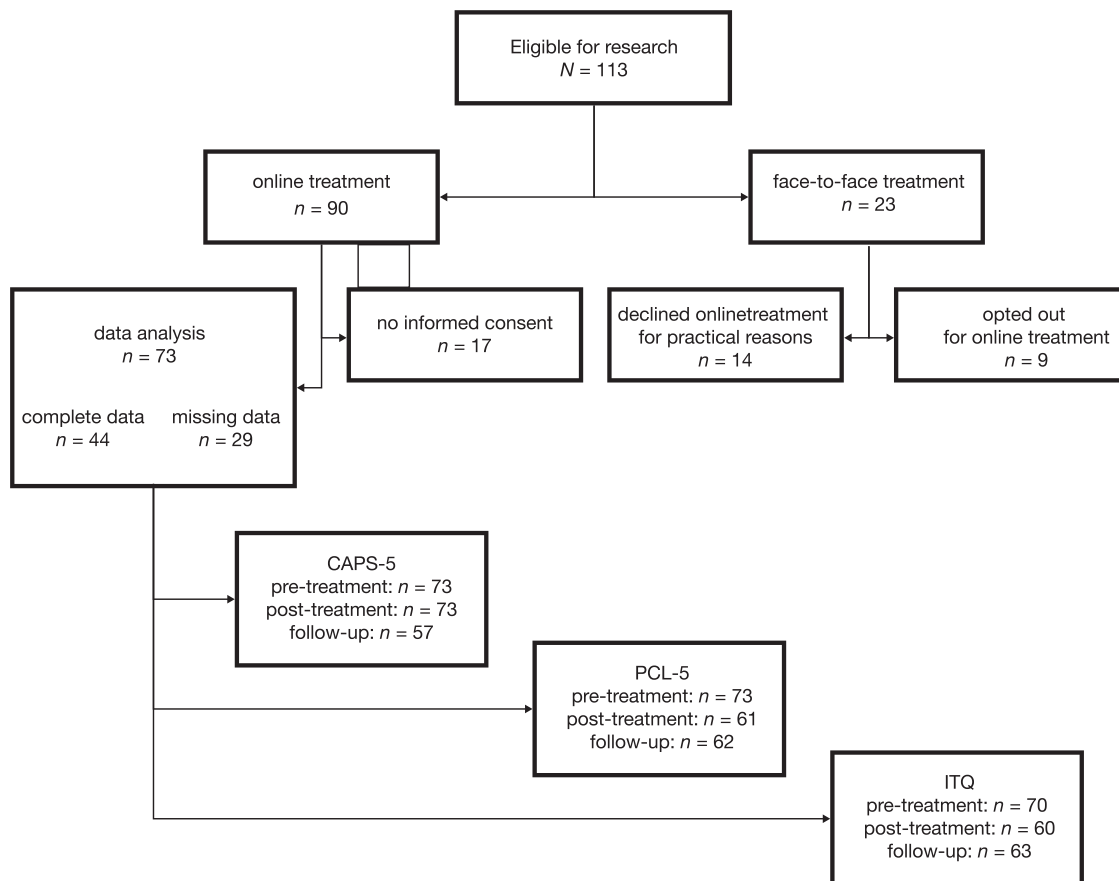 Eligible for research
N = 113
online treatment
n = 90
face-to-face treatment
n = 23
data analysis
n = 73
complete data
n = 44
missing data
n = 29
no informed consent
n = 17
declined onlinetreatment
for practical reasons
n = 14
opted out
for online treatment
n = 9
CAPS-5
pre-treatment: n = 73
post-treatment: n = 73
follow-up: n = 57
PCL-5
pre-treatment: n = 73
post-treatment: n = 61
follow-up: n = 62
ITQ
pre-treatment: n = 70
post-treatment: n = 60
follow-up: n = 63